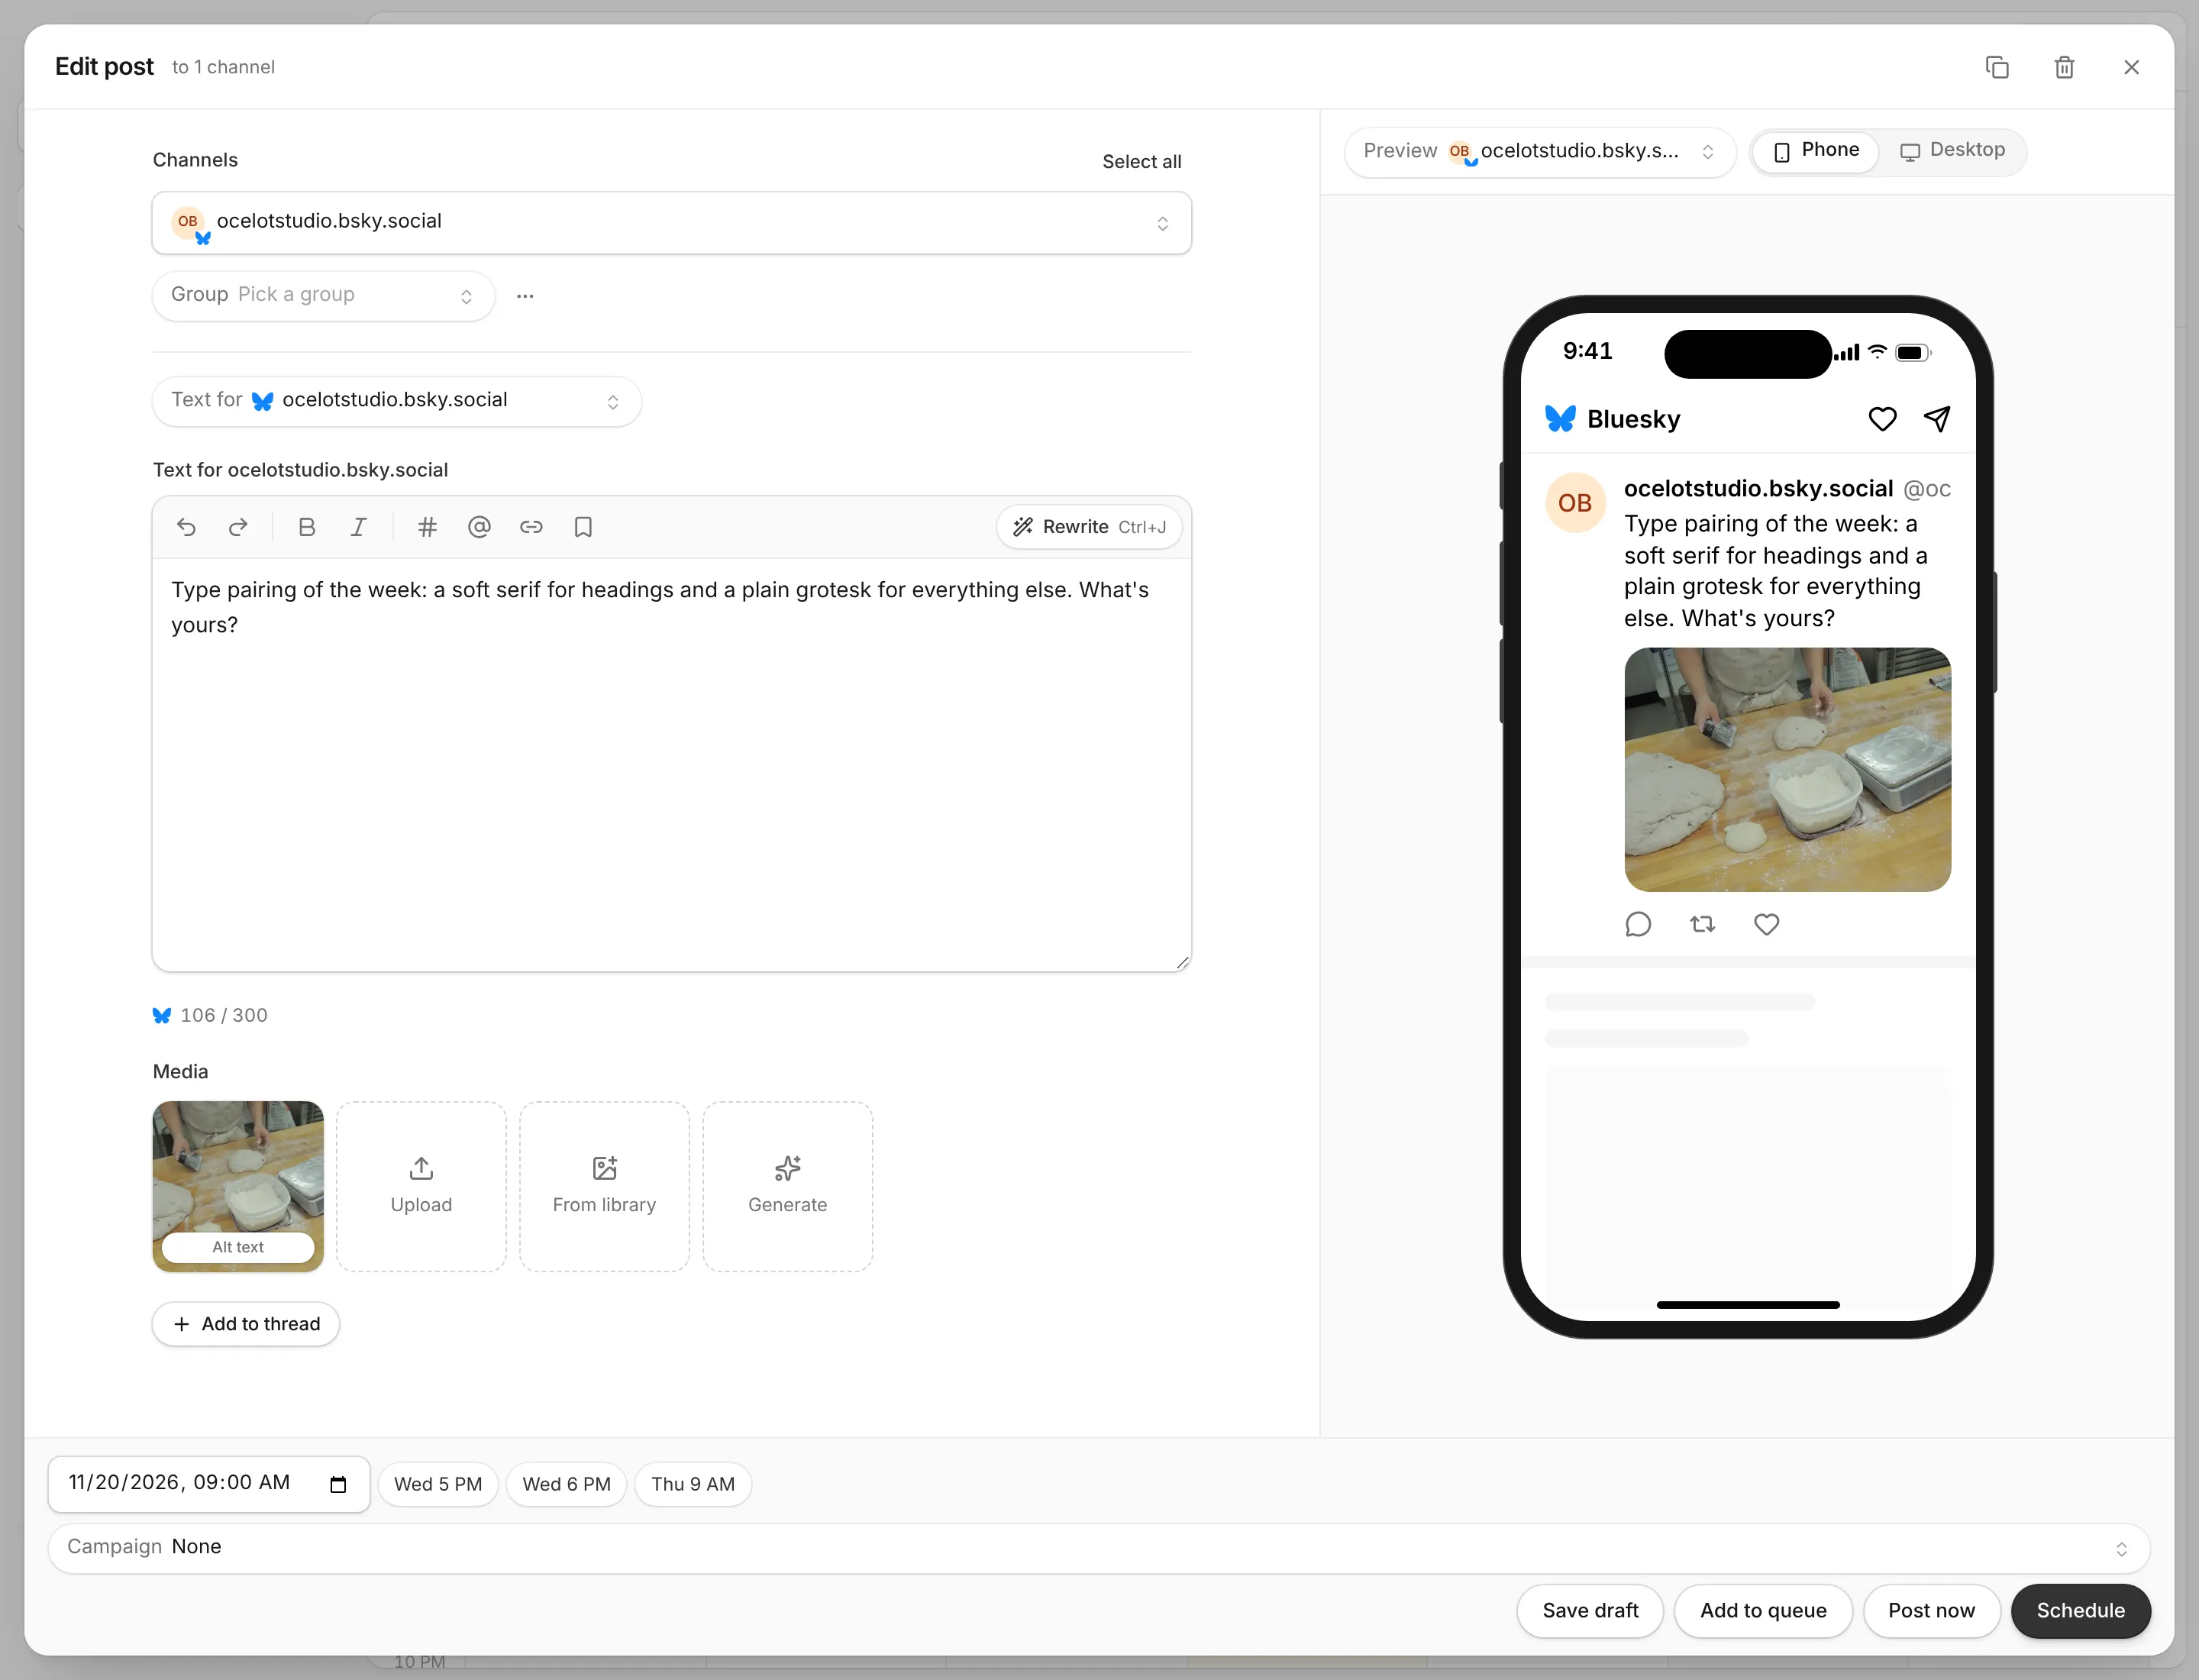 Edit post to 1 channel
Channels
Select all
OB ocelotstudio.bsky.social
Group Pick a group
Text for ocelotstudio.bsky.social
Text for ocelotstudio.bsky.social
Rewrite Ctrl+J
Type pairing of the week: a soft serif for headings and a plain grotesk for everything else. What's
yours?
106 / 300
Media
Alt text
Upload
From library
Generate
Add to thread
Preview OB ocelotstudio.bsky.s...
Phone
Desktop
9:41
Bluesky
OB
ocelotstudio.bsky.social @oc
Type pairing of the week: a
soft serif for headings and a
plain grotesk for everything
else. What's yours?
11/20/2026, 09:00 AM
Wed 5 PM
Wed 6 PM
Thu 9 AM
Campaign None
Save draft
Add to queue
Post now
Schedule
10 PM